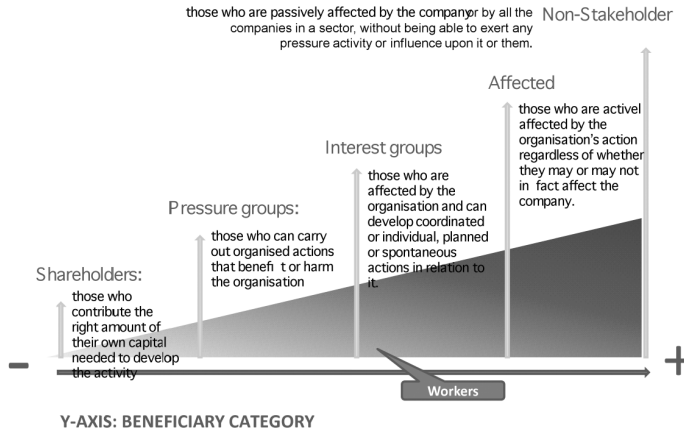 those who are passively affected by the company or by all the
companies in a sector, without being able to exert any
pressure activity or influence upon it or them.
Non-Stakeholder
Affected
those who are activel
affected by the
organisation's action
regardless of whether
they may or may not
in fact affect the
company.
Interest groups
those who are
affected by the
organisation and can
develop coordinated
or individual, planned
or spontaneous
actions in relation to
it.
Pressure groups:
those who can carry
out organised actions
that benefit or harm
the organisation
Shareholders:
those who
contribute the
right amount of
their own capital
needed to develop
the activity
–
+
Workers
Y-AXIS: BENEFICIARY CATEGORY